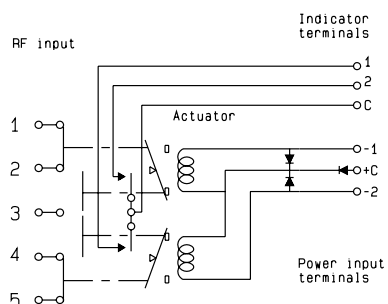 Indicator
terminals
RF input
1
2
C
Actuator
1
2
3
4
5
-1
+C
-2
Power input
terminals